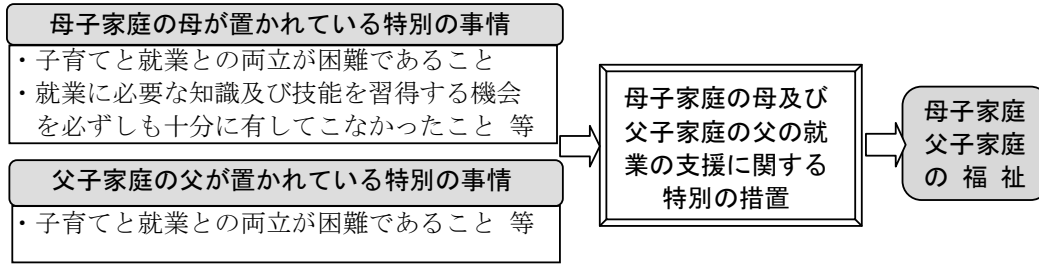 母子家庭の母が置かれている特別の事情
・子育てと就業との両立が困難であること
・就業に必要な知識及び技能を習得する機会
を必ずしも十分に有してこなかったこと 等
父子家庭の父が置かれている特別の事情
・子育てと就業との両立が困難であること 等
母子家庭の母及び
父子家庭の父の就
業の支援に関する
特別の措置
母子家庭
父子家庭
の 福 祉